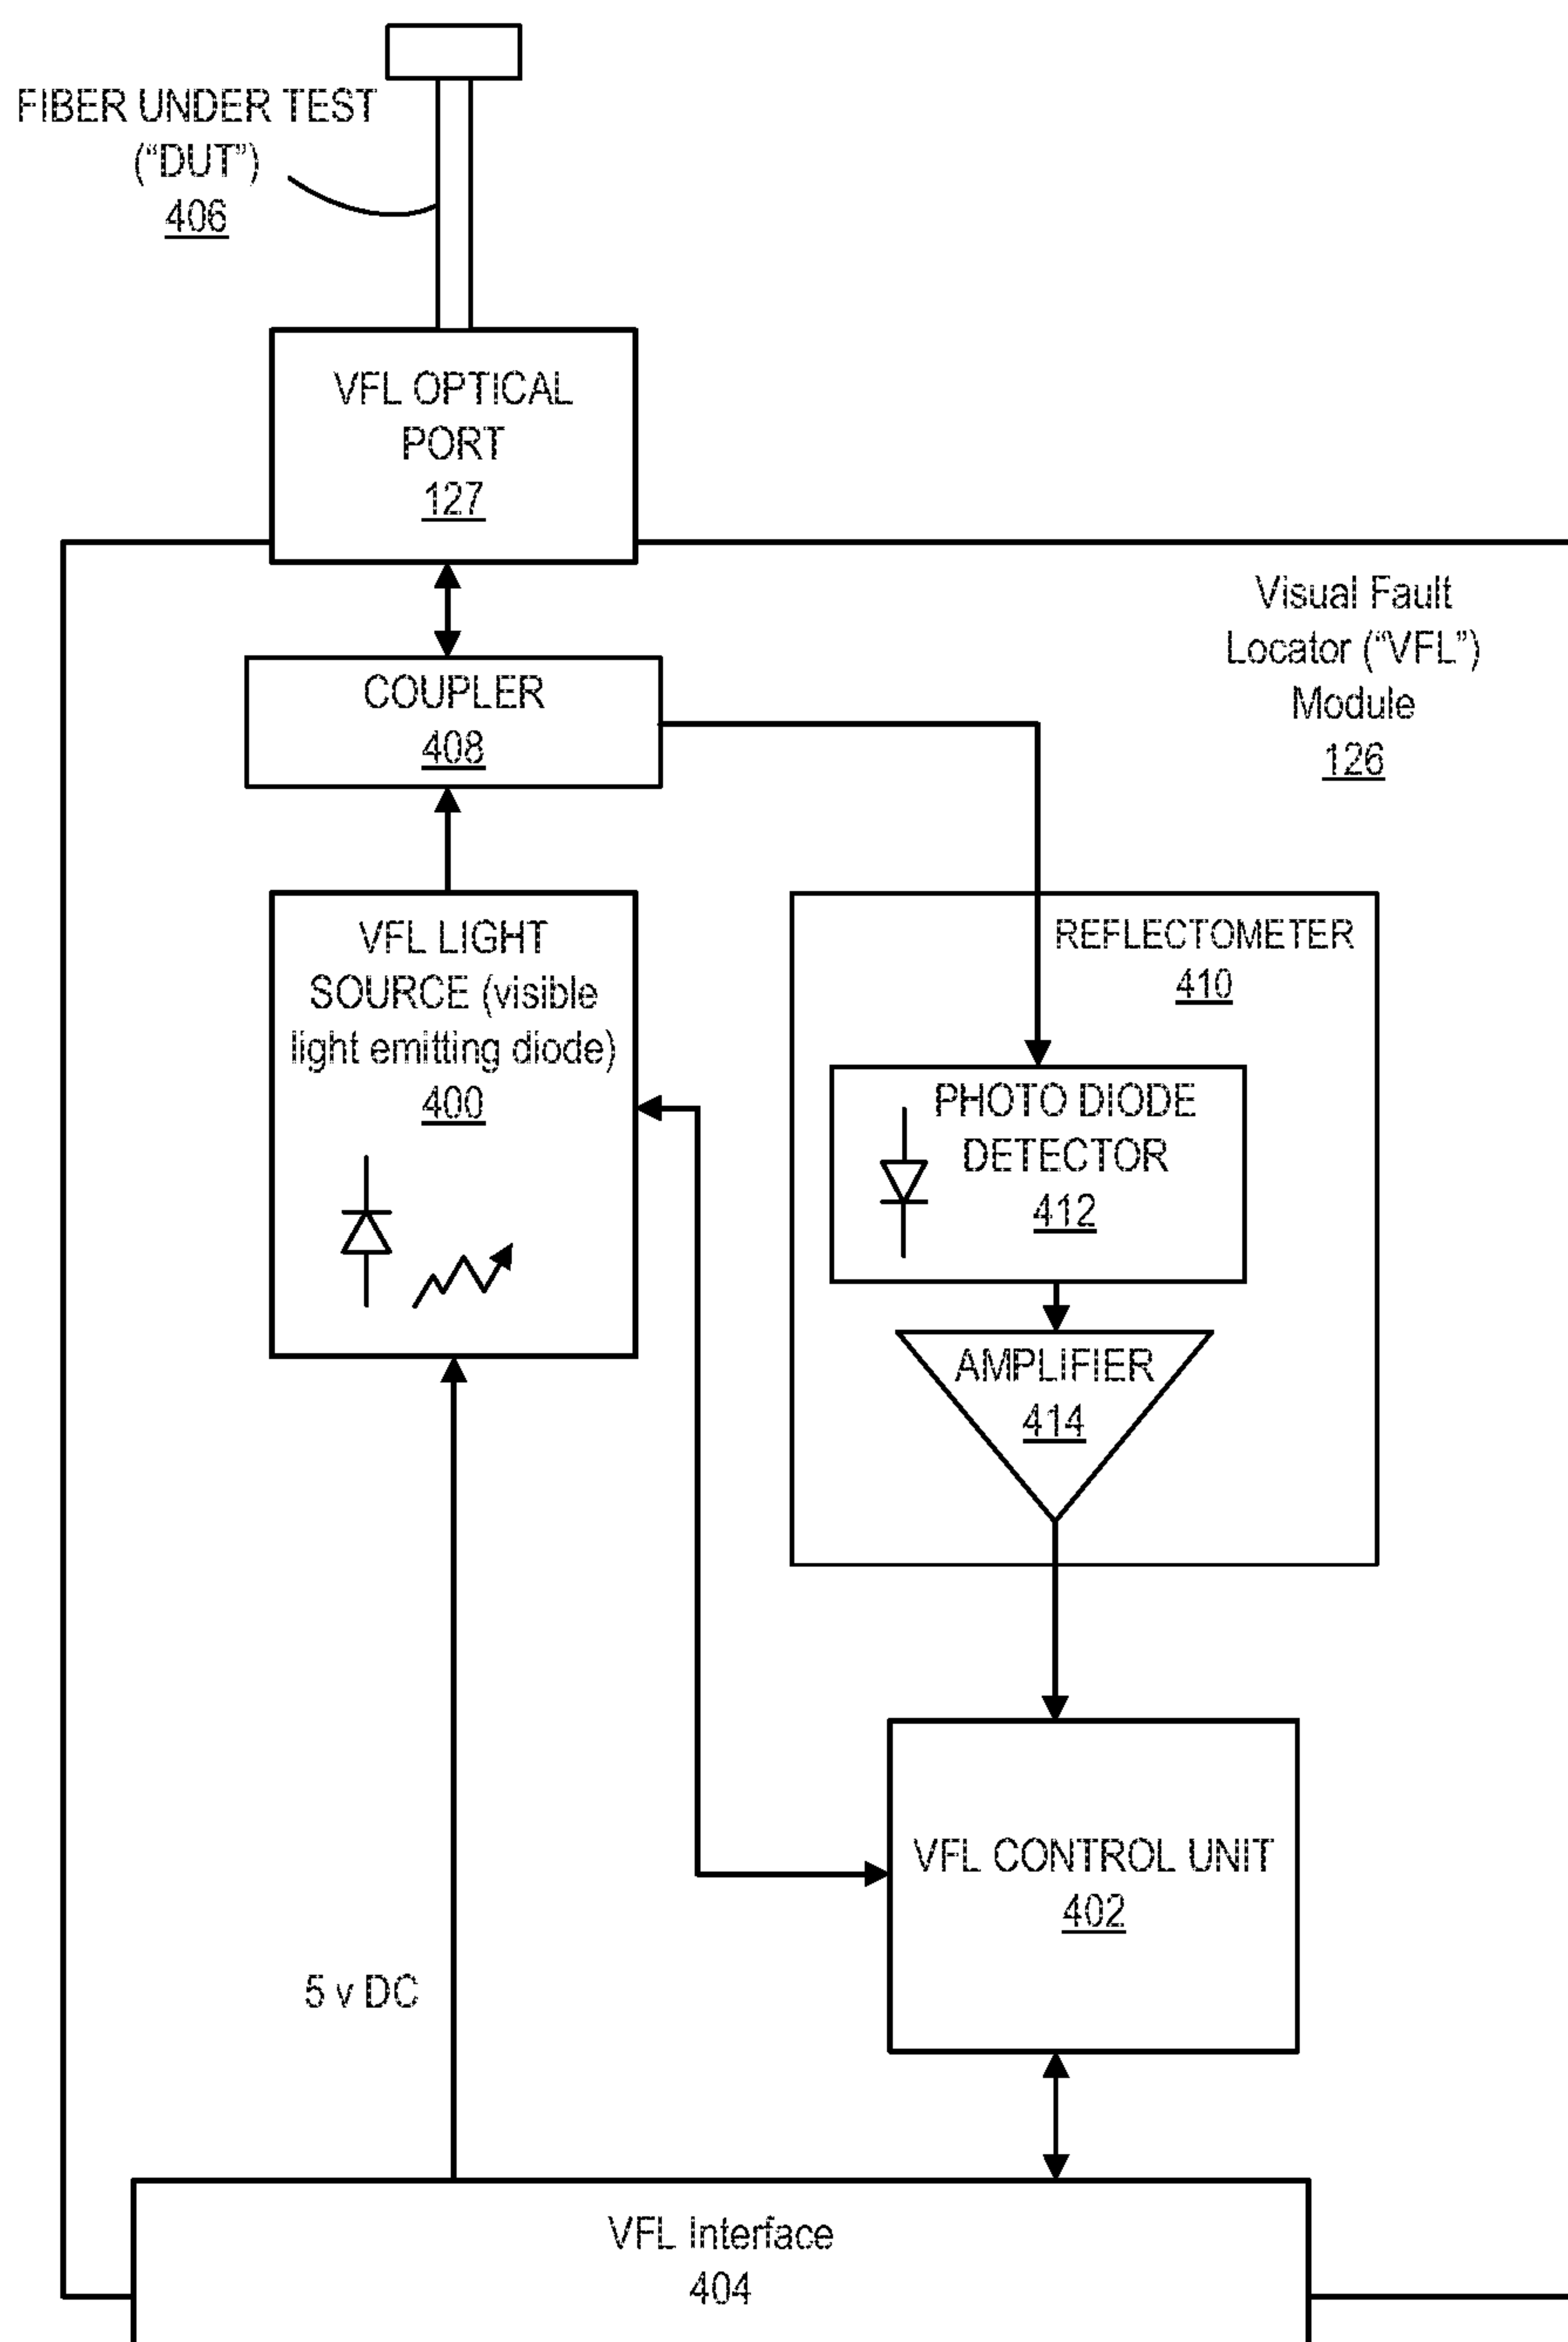 FIBER UNDER TEST
(“DUT”)
406
VFL OPTICAL
PORT
127
Visual Fault
Locator (“VFL”)
Module
126
COUPLER
408
VFL LIGHT
SOURCE (visible
light emitting diode)
400
REFLECTOMETER
410
PHOTO DIODE
DETECTOR
412
AMPLIFIER
414
VFL CONTROL UNIT
402
5 v DC
VFL Interface
404